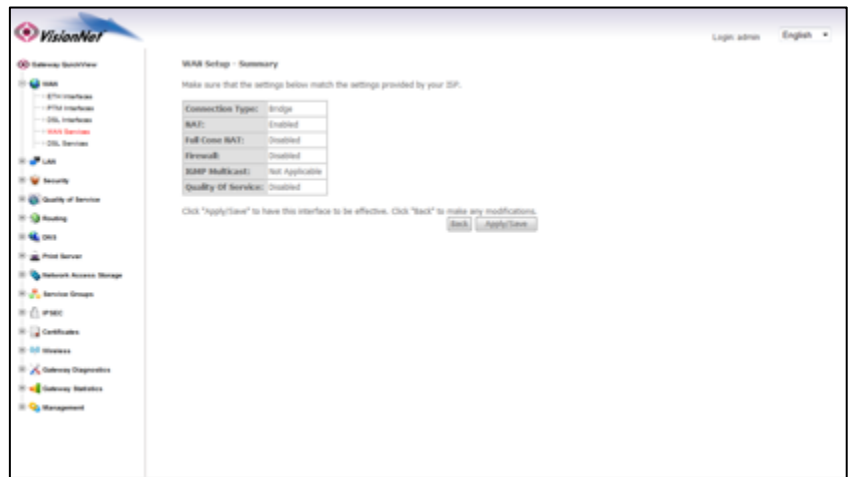 VisionNet
Login: admin
English
Gateway QuickView
WAN
ETH Interfaces
PTM Interfaces
DSL Interfaces
WAN Services
DSL Services
LAN
Security
Quality of Service
Routing
DNS
Print Server
Network Access Storage
Service Groups
IPSEC
Certificates
Wireless
Gateway Diagnostics
Gateway Statistics
Management
WAN Setup - Summary
Make sure that the settings below match the settings provided by your ISP.
Connection Type: Bridge
NAT: Enabled
Full Cone NAT: Disabled
Firewall: Disabled
IGMP Multicast: Not Applicable
Quality Of Service: Disabled
Click "Apply/Save" to have this interface to be effective. Click "Back" to make any modifications.
Back Apply/Save